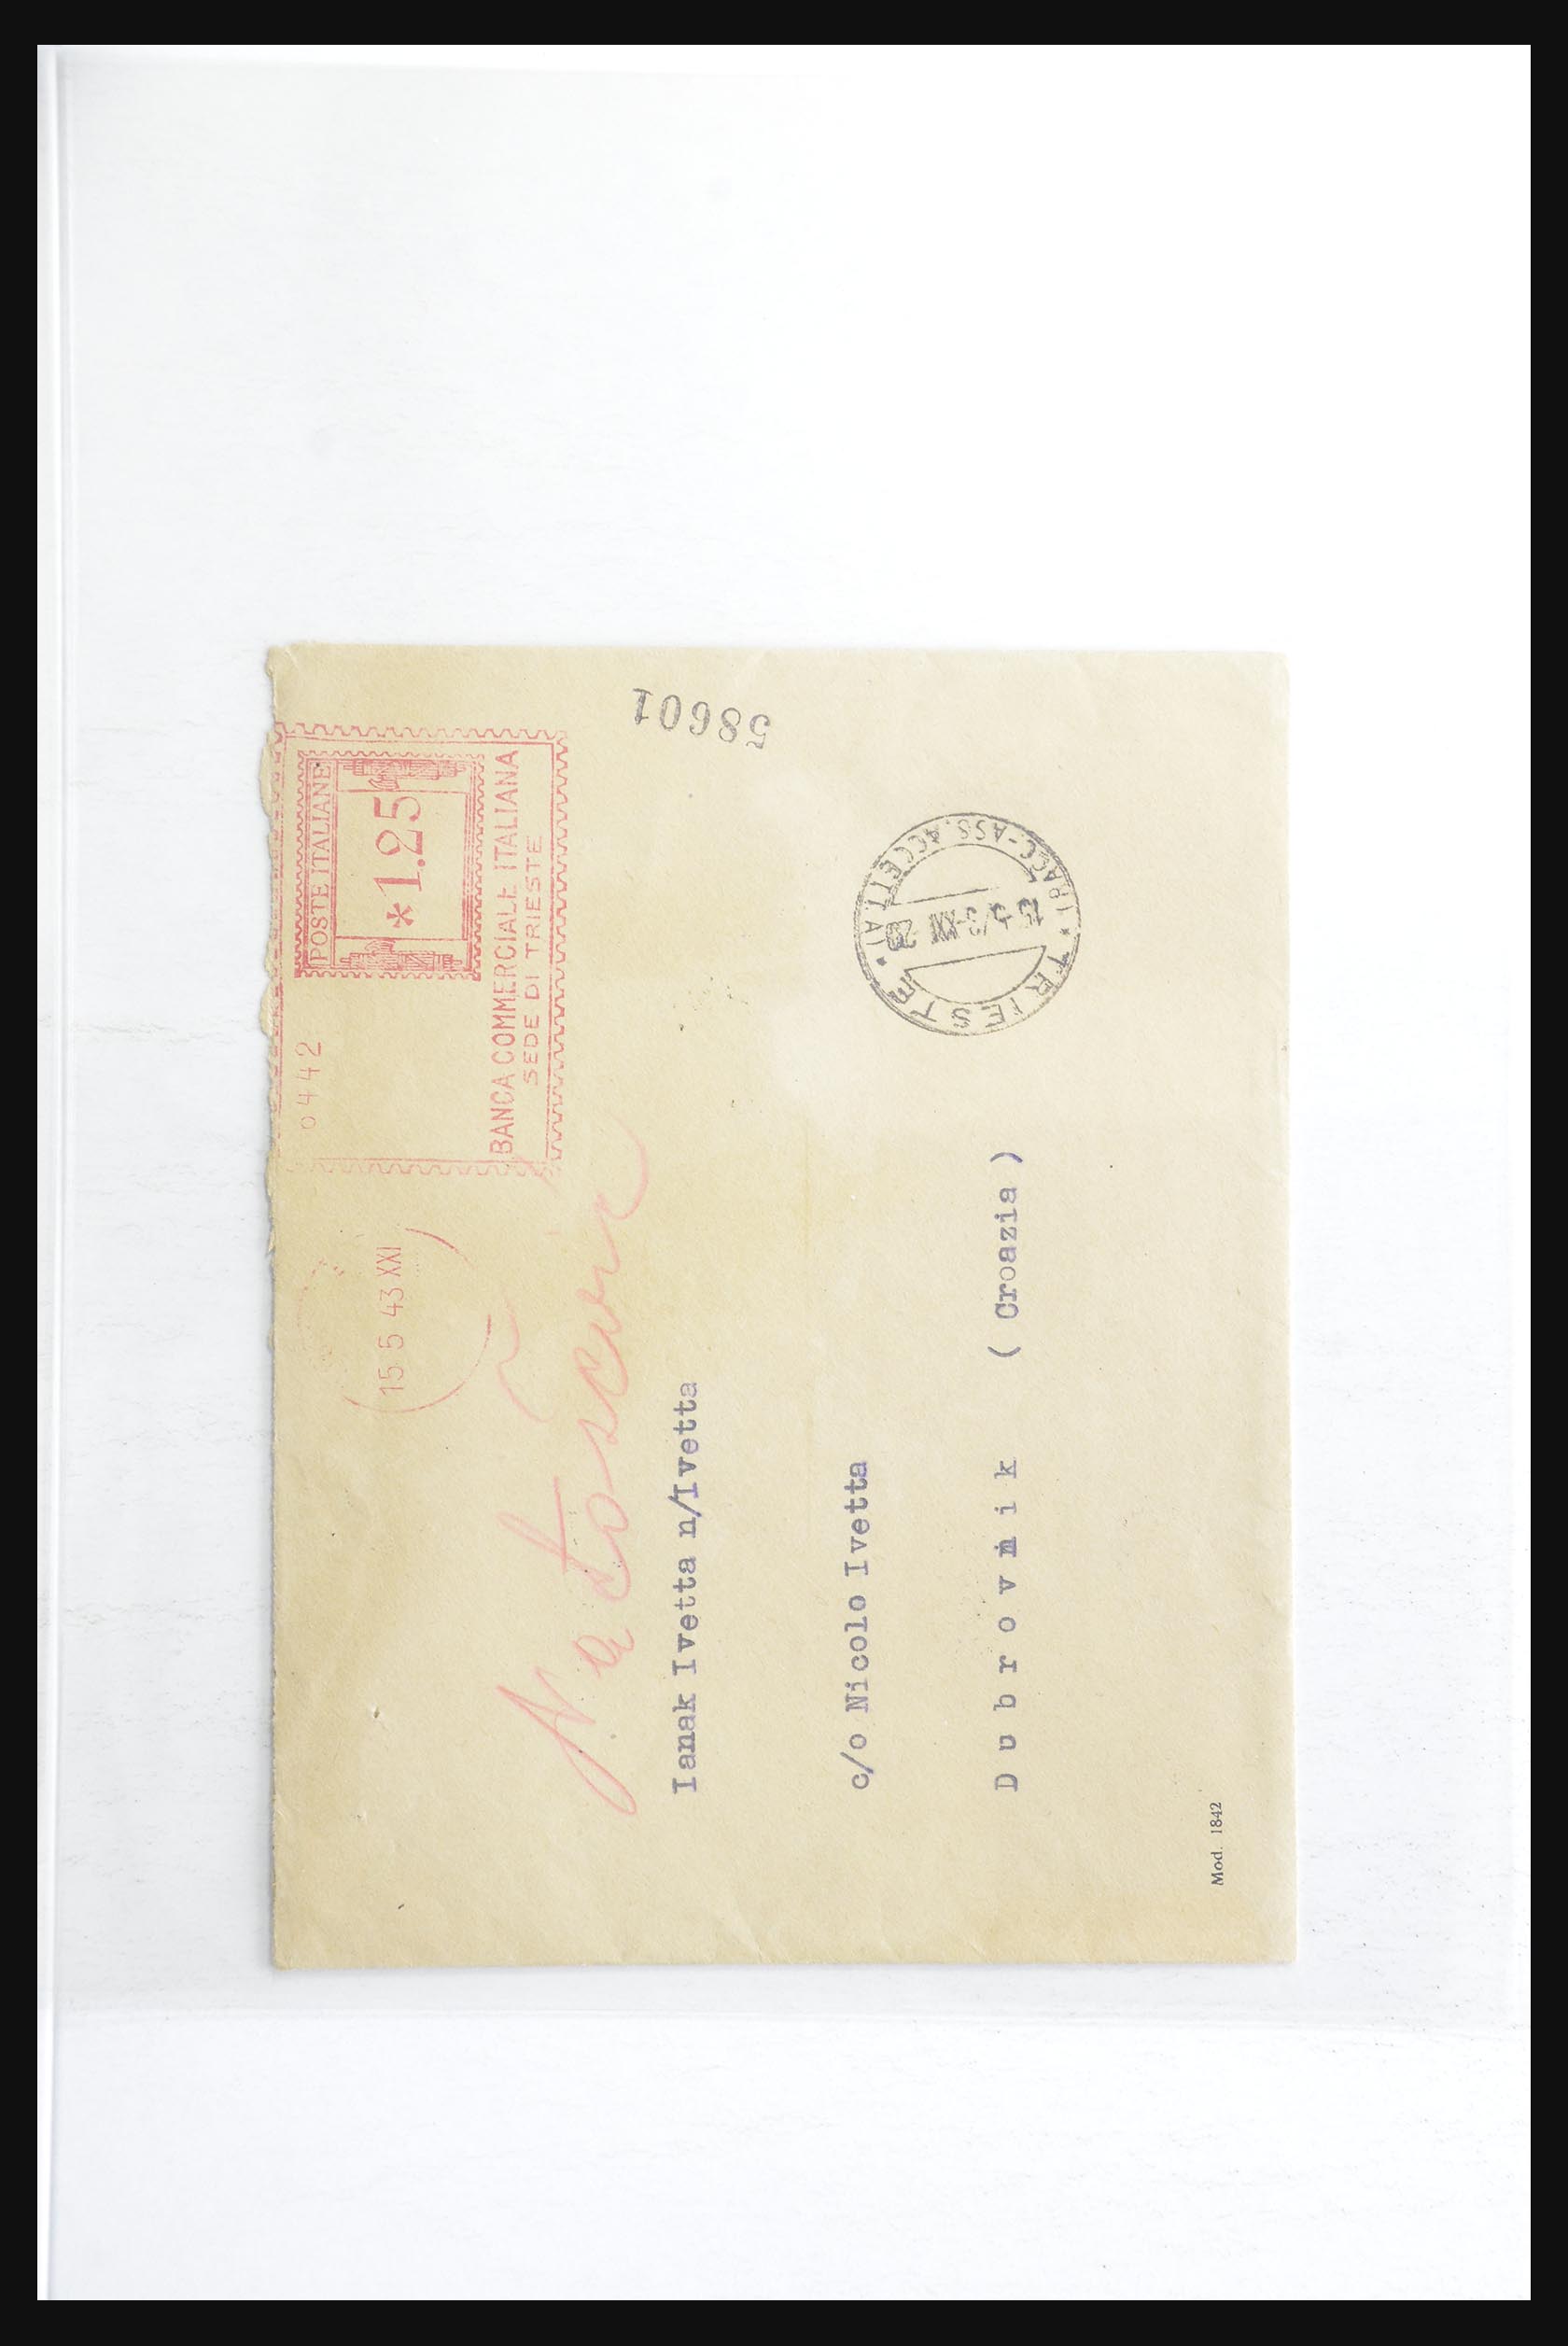 0442
POSTE ITALIANE
*1.25
BANCA COMMERCIALE ITALIANA
SEDE DI TRIESTE
15 5 43 XXI
58601
Ianak Ivetta n/Ivetta
c/o Nicolo Ivetta
Dubrovnik ( Croazia )
TRIESTE
RACC-ASS.ACCETT.
Mod. 1842